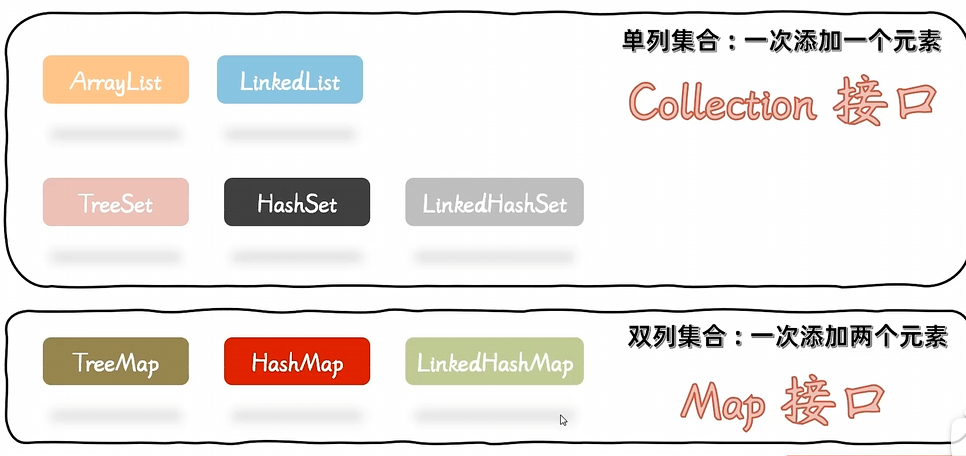 单列集合：一次添加一个元素
ArrayList LinkedList
Collection 接口
TreeSet HashSet LinkedHashSet
双列集合：一次添加两个元素
TreeMap HashMap LinkedHashMap
Map 接口